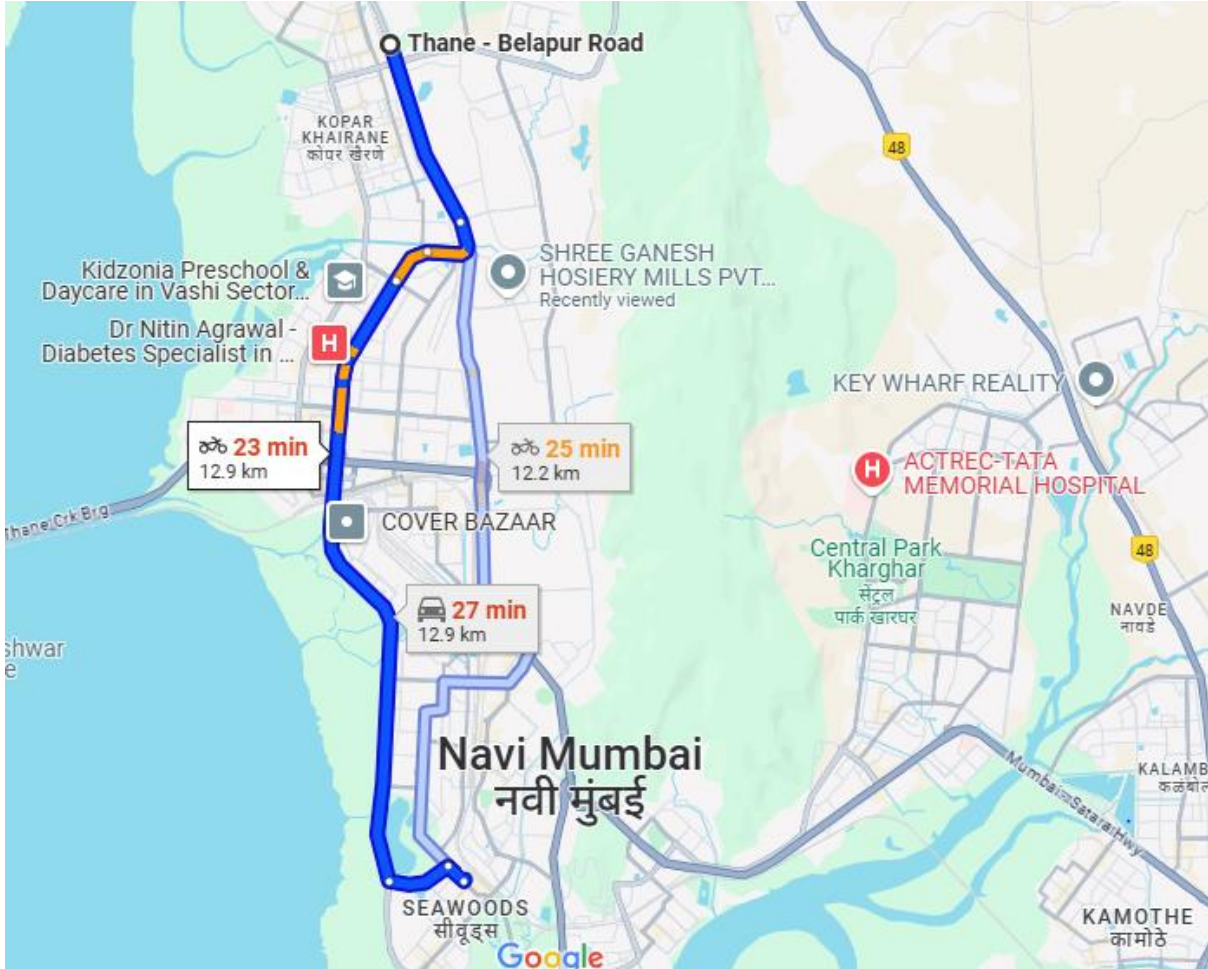 Thane - Belapur Road
KOPAR
KHAIRANE
कोपर खैरणे
48
Kidzonia Preschool &
Daycare in Vashi Sector...
SHREE GANESH
HOSIERY MILLS PVT...
Recently viewed
Dr Nitin Agrawal -
Diabetes Specialist in ...
H
KEY WHARF REALITY
23 min
12.9 km
25 min
12.2 km
H
ACTREC-TATA
MEMORIAL HOSPITAL
Thane Crk Brg
COVER BAZAAR
Central Park
Kharghar
सेंट्रल
पार्क खारघर
48
27 min
12.9 km
NAVDE
नावडे
shwar
e
Navi Mumbai
नवी मुंबई
Mumbai - Satara Hwy
KALAMB
कळंबोल
SEAWOODS
सीवूड्स
KAMOTHE
कामोठे
Google